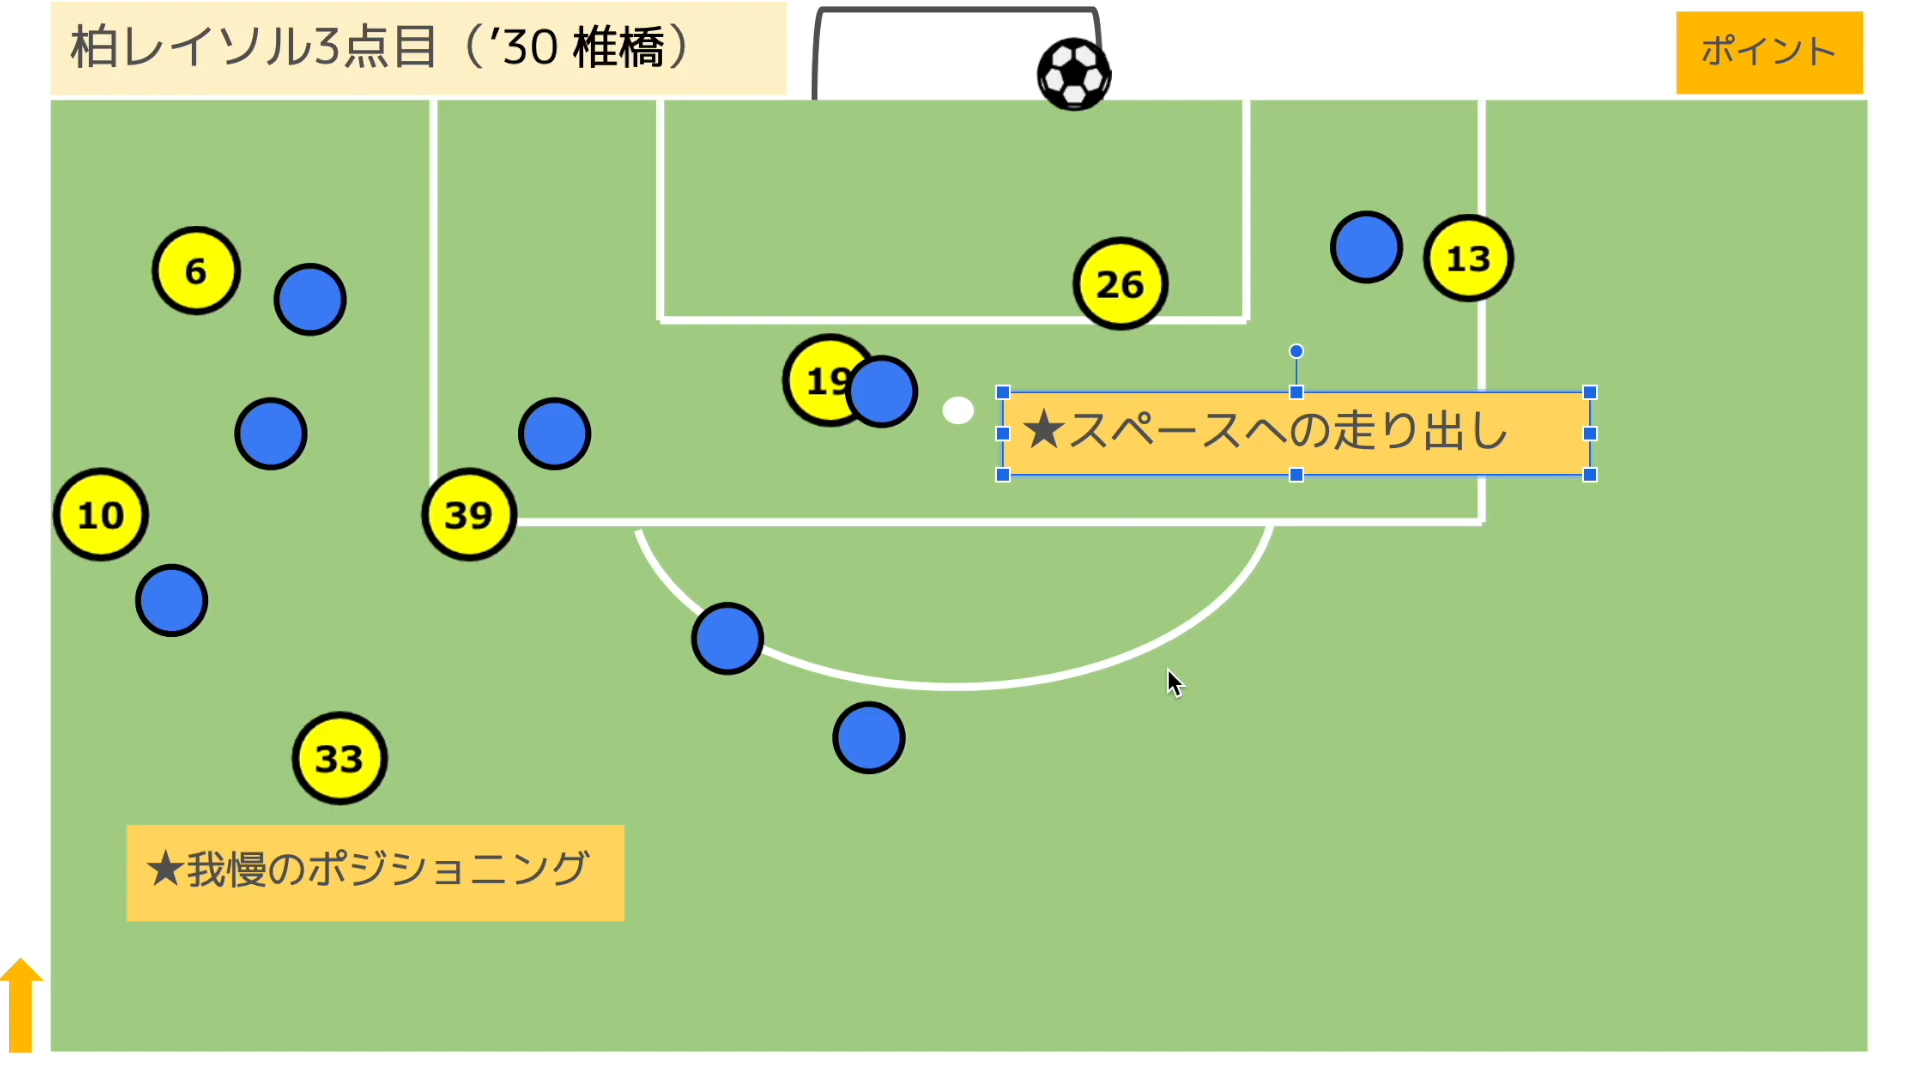 柏レイソル3点目（’30 椎橋）
ポイント
6
13
26
19
★スペースへの走り出し
10
39
33
★我慢のポジショニング